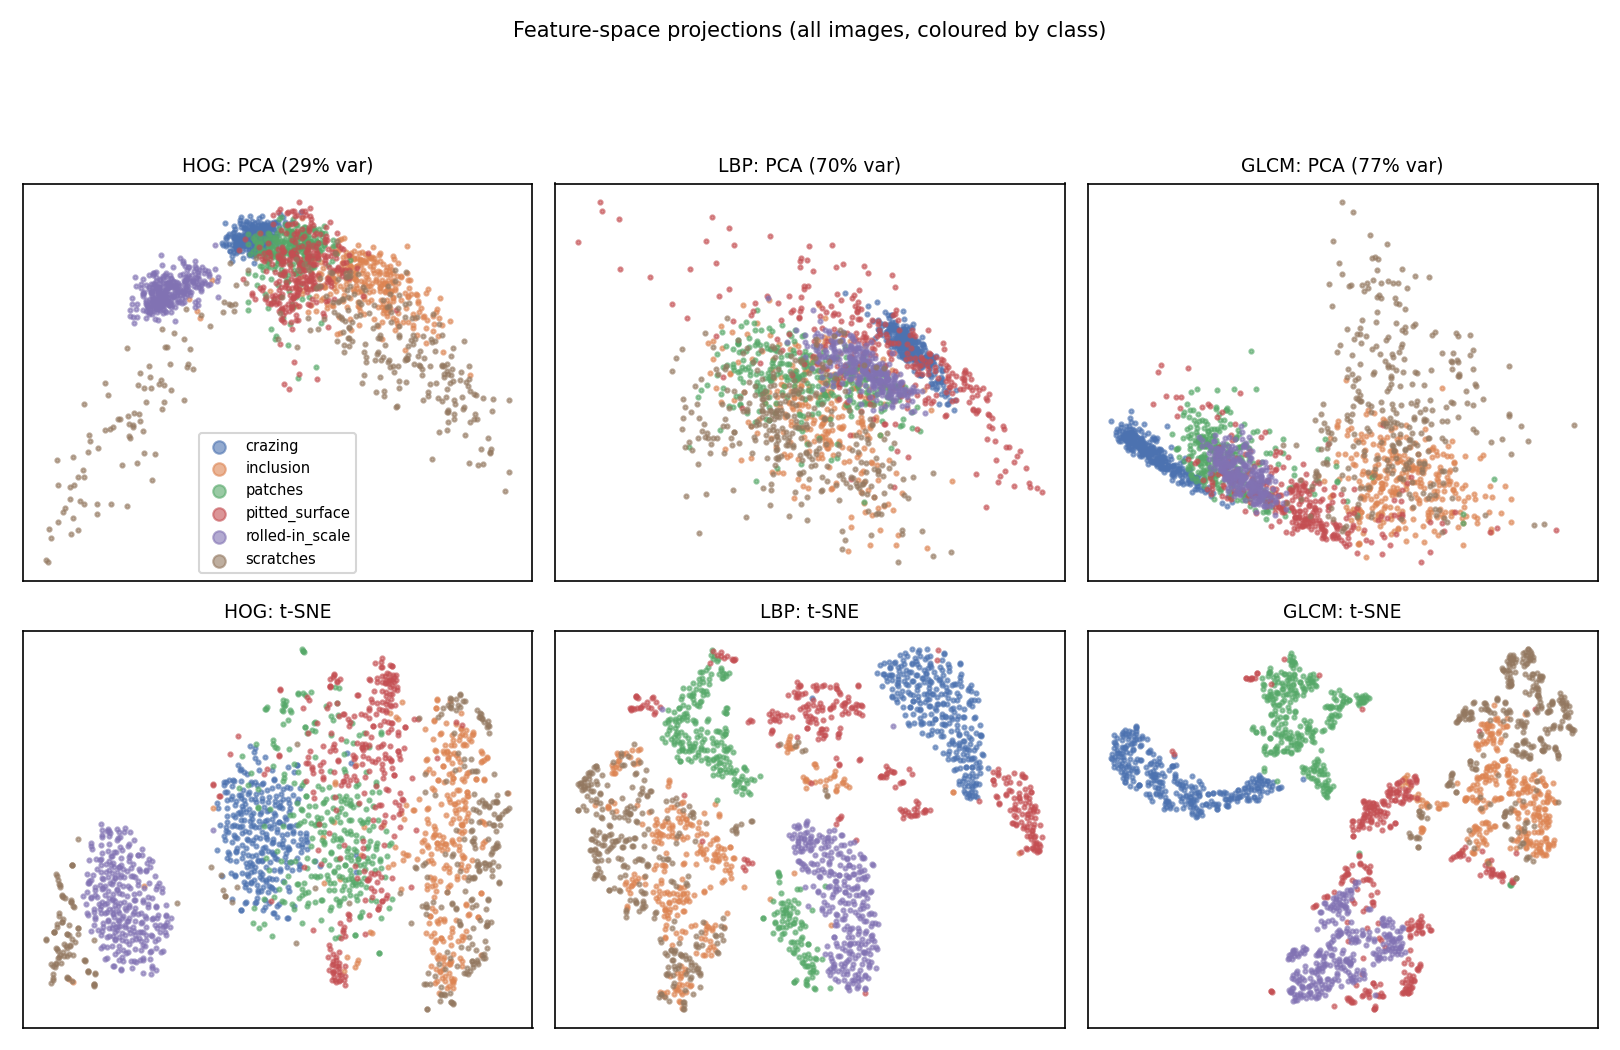 Feature-space projections (all images, coloured by class)
HOG: PCA (29% var)
LBP: PCA (70% var)
GLCM: PCA (77% var)
crazing
inclusion
patches
pitted_surface
rolled-in_scale
scratches
HOG: t-SNE
LBP: t-SNE
GLCM: t-SNE